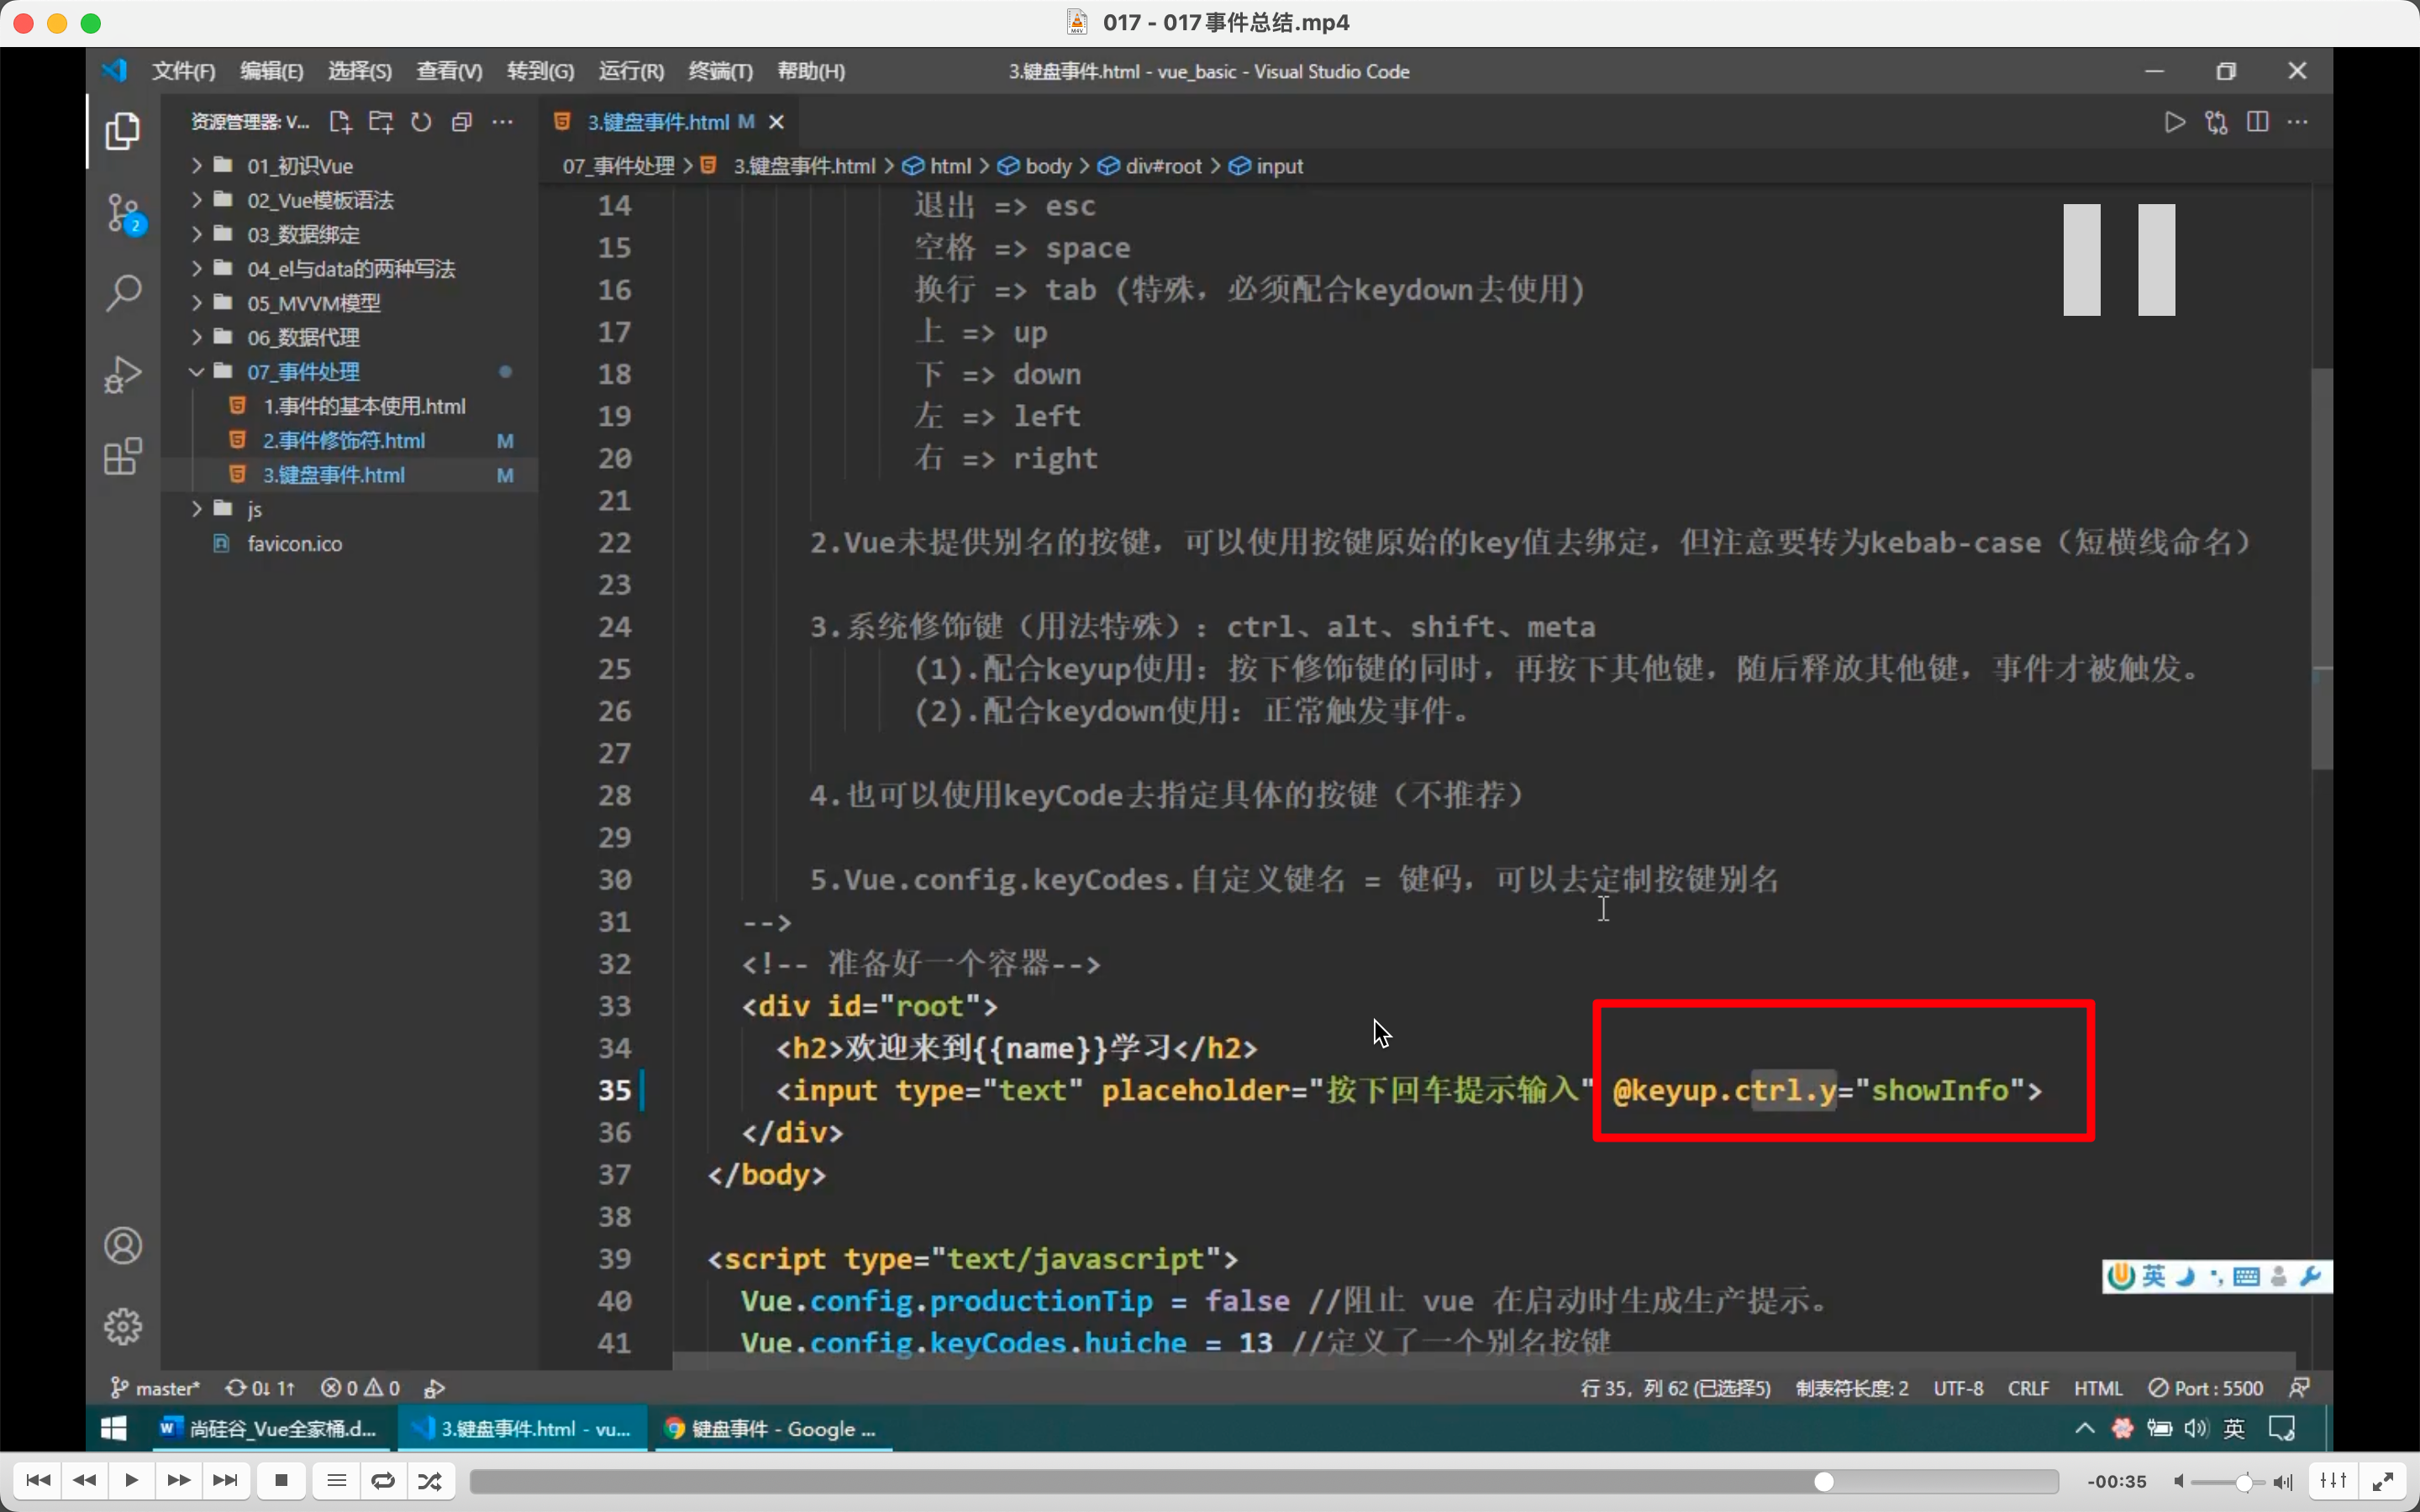 017 - 017事件总结.mp4
文件(F) 编辑(E) 选择(S) 查看(V) 转到(G) 运行(R) 终端(T) 帮助(H)
3.键盘事件.html - vue_basic - Visual Studio Code
资源管理器: V...
3.键盘事件.html M
07_事件处理 > 3.键盘事件.html > html > body > div#root > input
01_初识Vue
02_Vue模板语法
03_数据绑定
04_el与data的两种写法
05_MVVM模型
06_数据代理
07_事件处理
1.事件的基本使用.html
2.事件修饰符.html M
3.键盘事件.html M
js
favicon.ico
2
14 退出 => esc
15 空格 => space
16 换行 => tab (特殊，必须配合keydown去使用)
17 上 => up
18 下 => down
19 左 => left
20 右 => right
21
22 2.Vue未提供别名的按键，可以使用按键原始的key值去绑定，但注意要转为kebab-case（短横线命名）
23
24 3.系统修饰键（用法特殊）：ctrl、alt、shift、meta
25 (1).配合keyup使用：按下修饰键的同时，再按下其他键，随后释放其他键，事件才被触发。
26 (2).配合keydown使用：正常触发事件。
27
28 4.也可以使用keyCode去指定具体的按键（不推荐）
29
30 5.Vue.config.keyCodes.自定义键名 = 键码，可以去定制按键别名
31 -->
32 <!-- 准备好一个容器-->
33 <div id="root">
34 <h2>欢迎来到{{name}}学习</h2>
35 <input type="text" placeholder="按下回车提示输入" @keyup.ctrl.y="showInfo">
36 </div>
37 </body>
38
39 <script type="text/javascript">
40 Vue.config.productionTip = false //阻止 vue 在启动时生成生产提示。
41 Vue.config.keyCodes.huiche = 13 //定义了一个别名按键
英
master* 0↓ 1↑ 0 0
行 35，列 62 (已选择5) 制表符长度: 2 UTF-8 CRLF HTML Port : 5500
尚硅谷_Vue全家桶.d... 3.键盘事件.html - vu... 键盘事件 - Google ... 英
-00:35